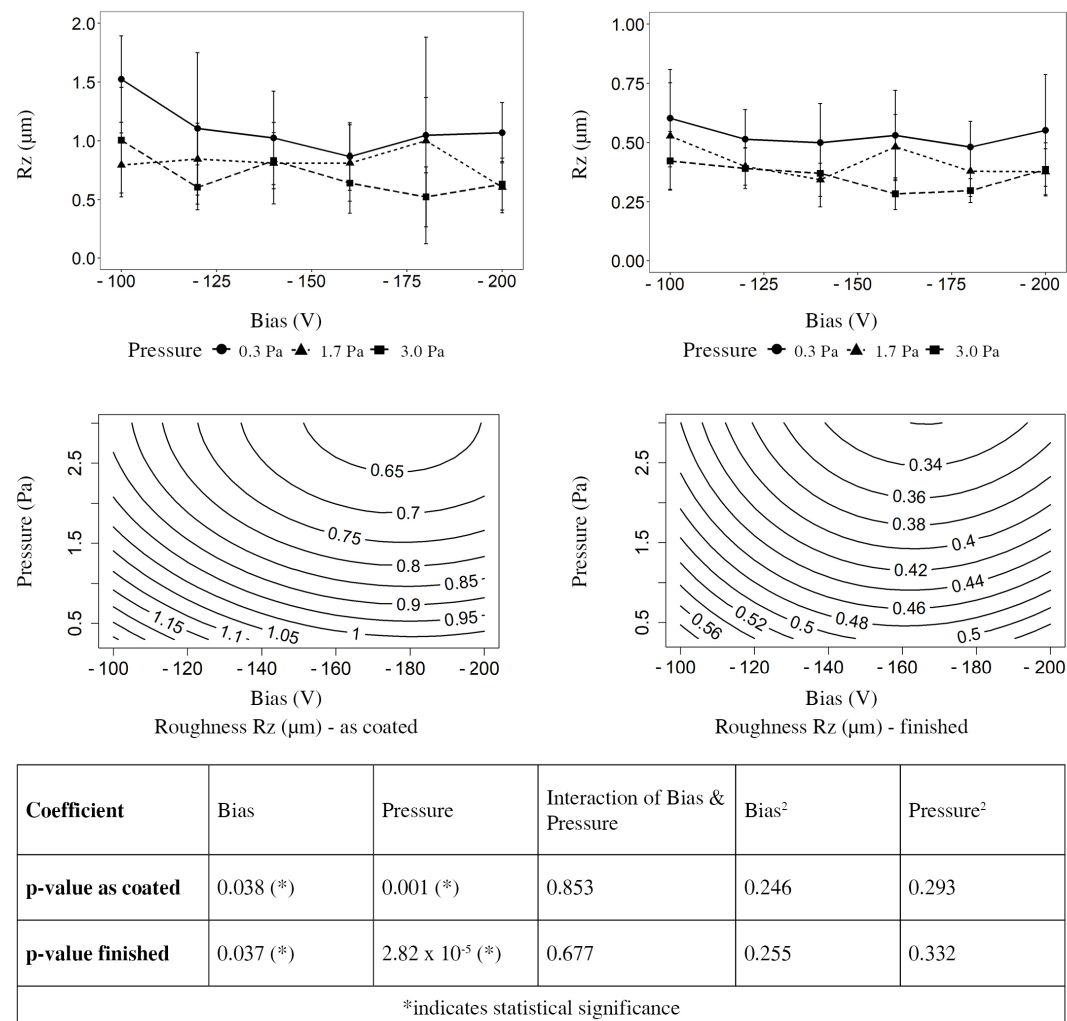 2.0
1.5
1.0
0.5
0.0
Rz (µm)
- 100 - 125 - 150 - 175 - 200
Bias (V)
Pressure 0.3 Pa 1.7 Pa 3.0 Pa
1.00
0.75
0.50
0.25
0.00
Rz (µm)
- 100 - 125 - 150 - 175 - 200
Bias (V)
Pressure 0.3 Pa 1.7 Pa 3.0 Pa
Pressure (Pa)
2.5
1.5
0.5
0.65
0.7
0.75
0.8
0.85
0.9
0.95
1
1.05
1.1
1.15
- 100 - 120 - 140 - 160 - 180 - 200
Bias (V)
Roughness Rz (µm) - as coated
Pressure (Pa)
2.5
1.5
0.5
0.34
0.36
0.38
0.4
0.42
0.44
0.46
0.48
0.5
0.52
0.56
0.5
- 100 - 120 - 140 - 160 - 180 - 200
Bias (V)
Roughness Rz (µm) - finished
Coefficient Bias Pressure Interaction of Bias & Pressure Bias² Pressure²
p-value as coated 0.038 (*) 0.001 (*) 0.853 0.246 0.293
p-value finished 0.037 (*) 2.82 x 10⁻⁵ (*) 0.677 0.255 0.332
*indicates statistical significance